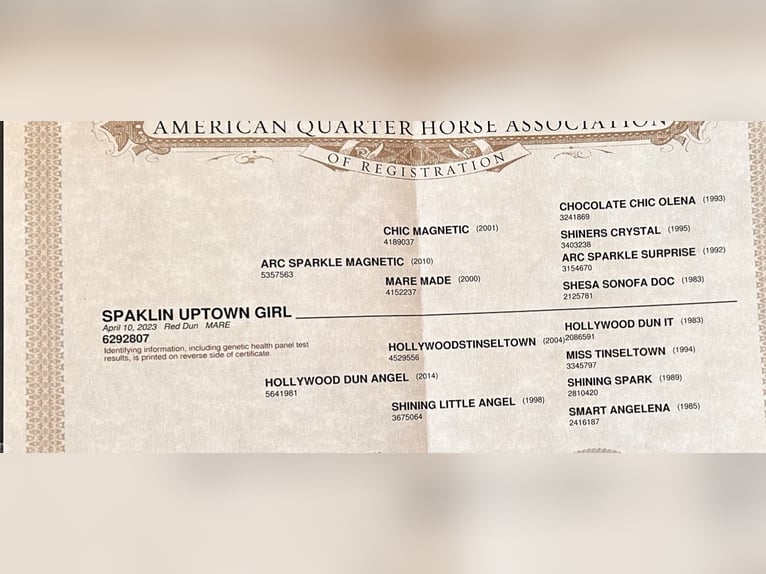 AMERICAN QUARTER HORSE ASSOCIATION
OF REGISTRATION
CHOCOLATE CHIC OLENA (1993)
3241869
CHIC MAGNETIC (2001)
4189037
SHINERS CRYSTAL (1995)
3403238
ARC SPARKLE MAGNETIC (2010)
5357563
ARC SPARKLE SURPRISE (1992)
3154670
MARE MADE (2000)
4152237
SHESA SONOFA DOC (1983)
2125781
SPAKLIN UPTOWN GIRL
April 10, 2023 Red Dun MARE
6292807
Identifying information, including genetic health panel test
results, is printed on reverse side of certificate.
HOLLYWOOD DUN IT (1983)
2086591
HOLLYWOODSTINSELTOWN (2004)
4529556
MISS TINSELTOWN (1994)
3345797
HOLLYWOOD DUN ANGEL (2014)
5641981
SHINING SPARK (1989)
2810420
SHINING LITTLE ANGEL (1998)
3675064
SMART ANGELENA (1985)
2416187